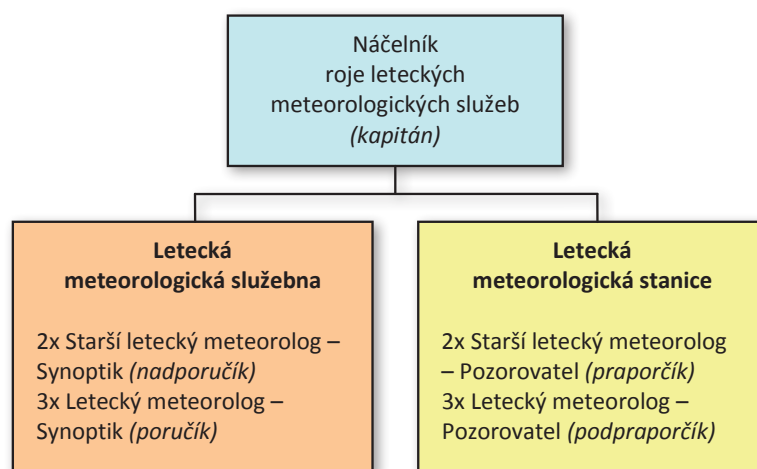 Náčelník
roje leteckých
meteorologických služeb
(kapitán)
Letecká
meteorologická služebna
2x Starší letecký meteorolog –
Synoptik (nadporučík)
3x Letecký meteorolog –
Synoptik (poručík)
Letecká
meteorologická stanice
2x Starší letecký meteorolog
– Pozorovatel (praporčík)
3x Letecký meteorolog –
Pozorovatel (podpraporčík)